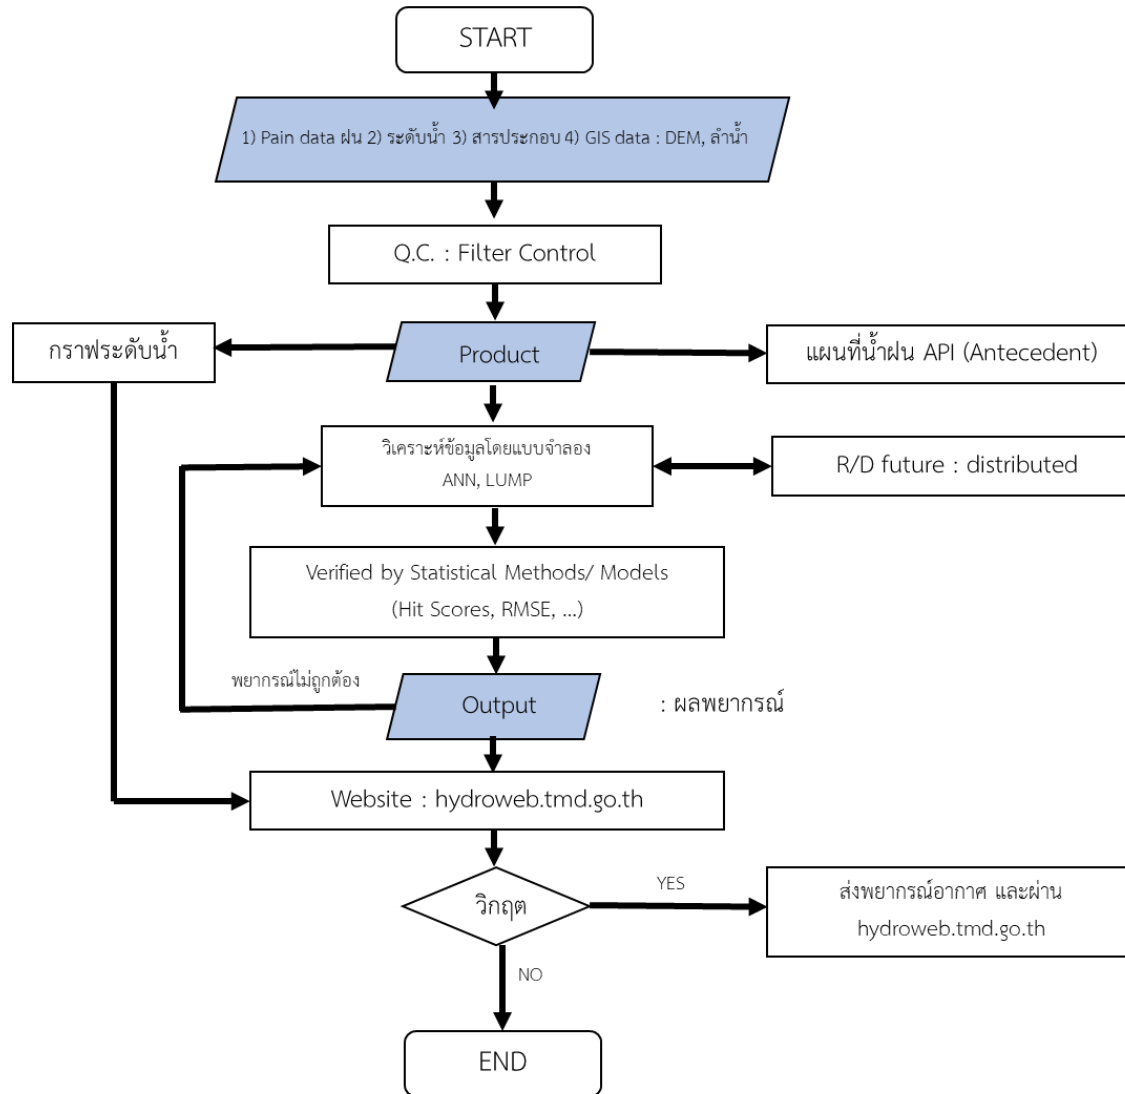 START
1) Pain data ฝน 2) ระดับน้ำ 3) สารประกอบ 4) GIS data : DEM, ลำน้ำ
Q.C. : Filter Control
กราฟระดับน้ำ
Product
แผนที่น้ำฝน API (Antecedent)
วิเคราะห์ข้อมูลโดยแบบจำลอง
ANN, LUMP
R/D future : distributed
Verified by Statistical Methods/ Models
(Hit Scores, RMSE, ...)
พยากรณ์ไม่ถูกต้อง
Output
: ผลพยากรณ์
Website : hydroweb.tmd.go.th
วิกฤต
YES
ส่งพยากรณ์อากาศ และผ่าน
hydroweb.tmd.go.th
NO
END